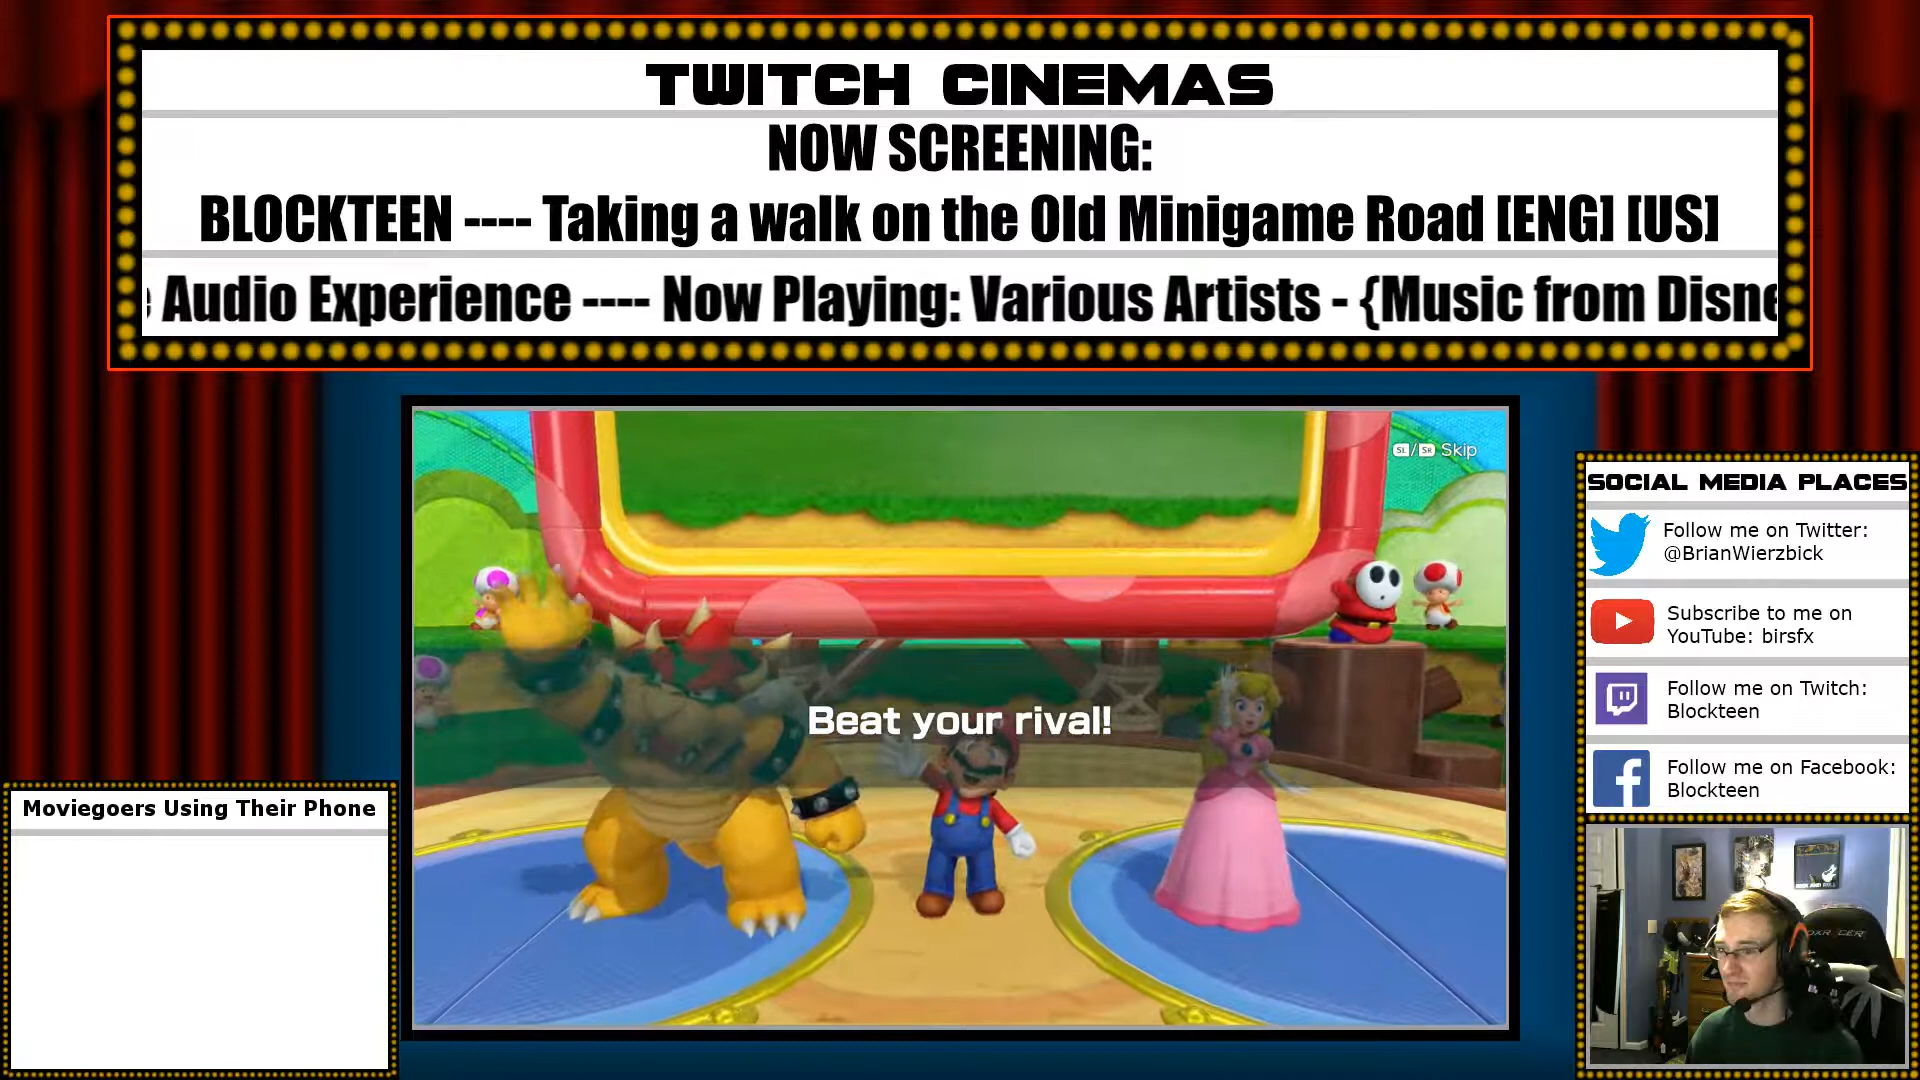 TWITCH CINEMAS
NOW SCREENING:
BLOCKTEEN ---- Taking a walk on the Old Minigame Road [ENG] [US]
Audio Experience ---- Now Playing: Various Artists - {Music from Disne
SL/SR Skip
Beat your rival!
SOCIAL MEDIA PLACES
Follow me on Twitter:
@BrianWierzbick
Subscribe to me on
YouTube: birsfx
Follow me on Twitch:
Blockteen
Follow me on Facebook:
Blockteen
Moviegoers Using Their Phone